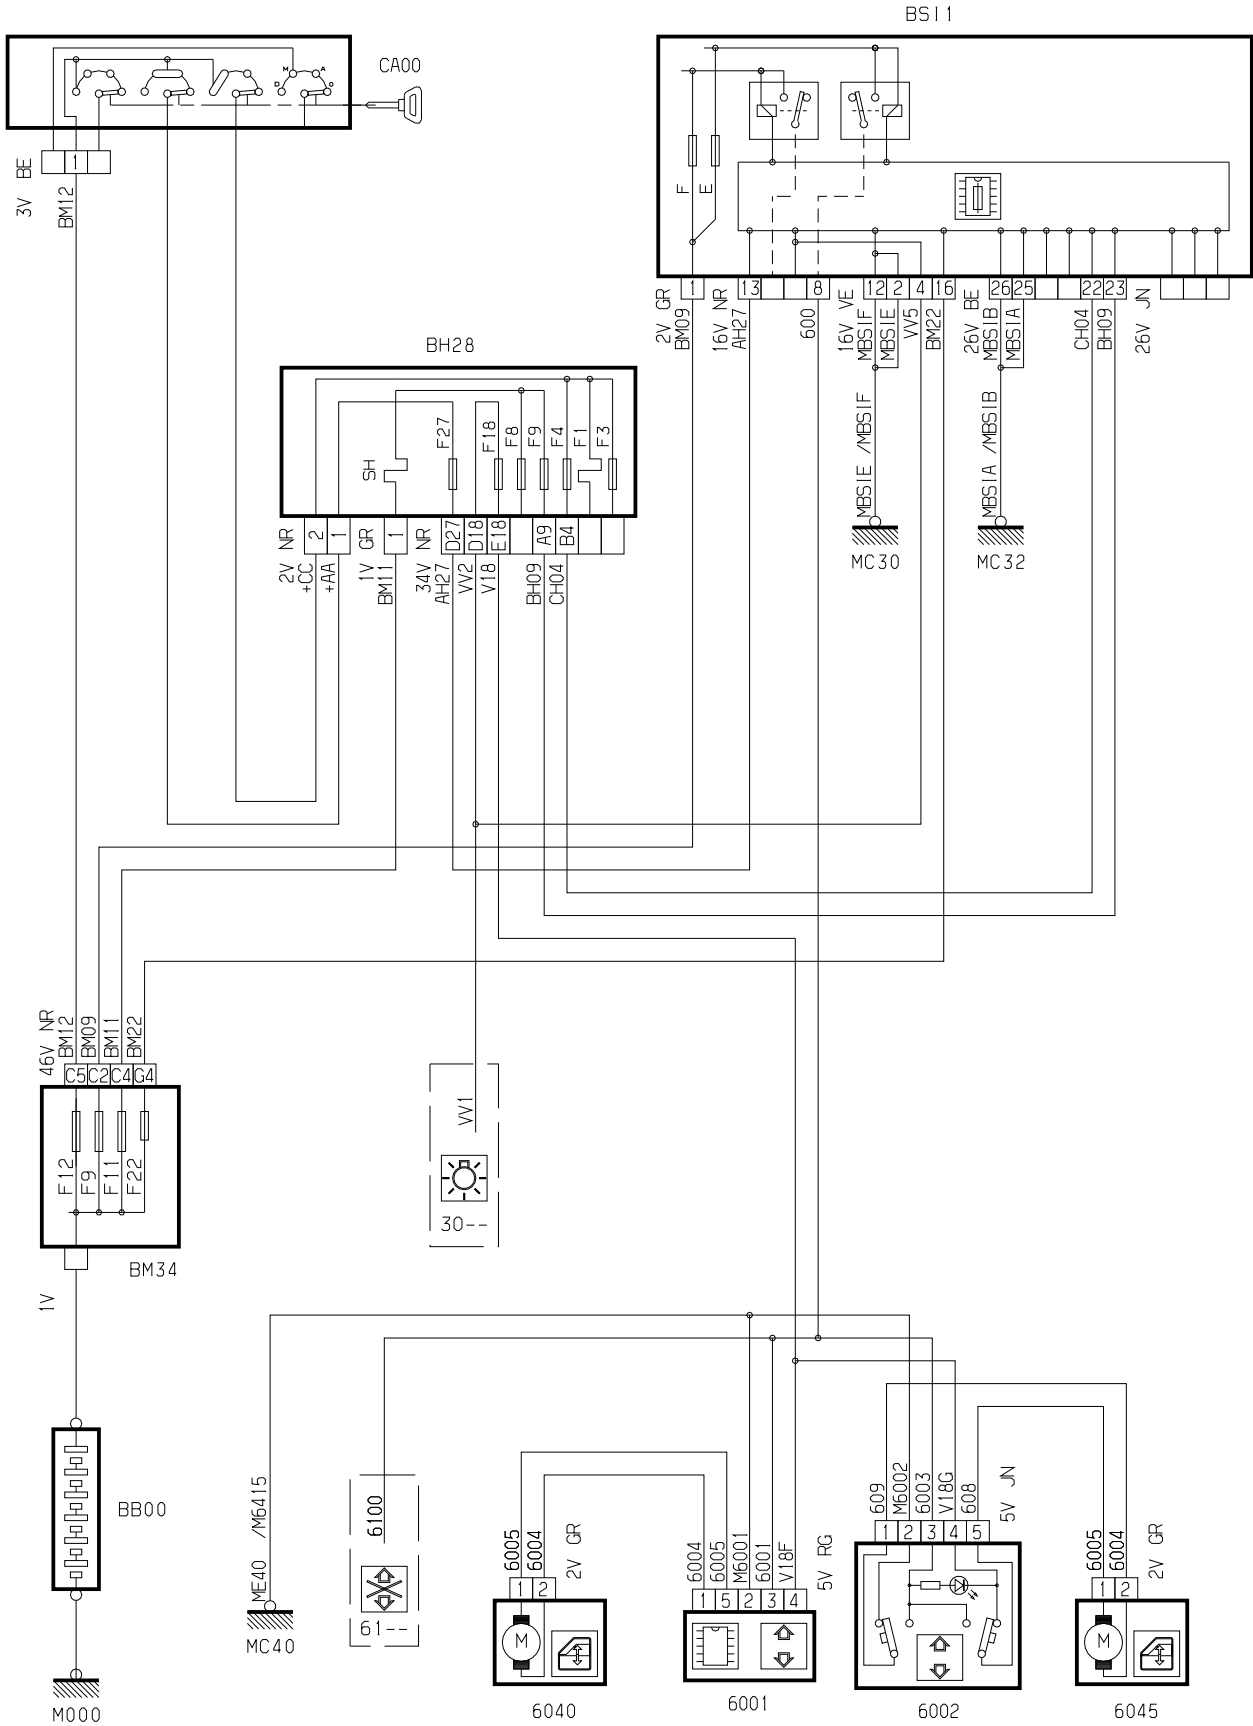 BSI1
CA00
M
A
D
O
3V BE
1
BM12
F
E
2V GR
1
BM09
16V NR
13
AH27
8
600
16V VE
12
MBSIF
2
MBSIE
4
VV5
16
BM22
26V BE
26
MBSIB
25
MBSIA
22
CH04
23
BH09
26V JN
MBSIE /MBSIF
MC30
MBSIA /MBSIB
MC32
BH28
SH
F27
F18
F8
F9
F4
F1
F3
2V NR
2
+CC
1
+AA
1V GR
1
BM11
34V NR
D27
AH27
D18
VV2
E18
V18
A9
BH09
B4
CH04
46V NR
BM12
BM09
BM11
BM22
C5
C2
C4
G4
F12
F9
F11
F22
BM34
1V
VV1
30--
BB00
M000
ME40 /M6415
MC40
6100
61--
6005
6004
2V GR
1
2
M
6040
6004
6005
M6001
6001
V18F
5V RG
1
5
2
3
4
6001
609
M6002
6003
V18G
608
5V JN
1
2
3
4
5
6002
6005
6004
2V GR
1
2
M
6045